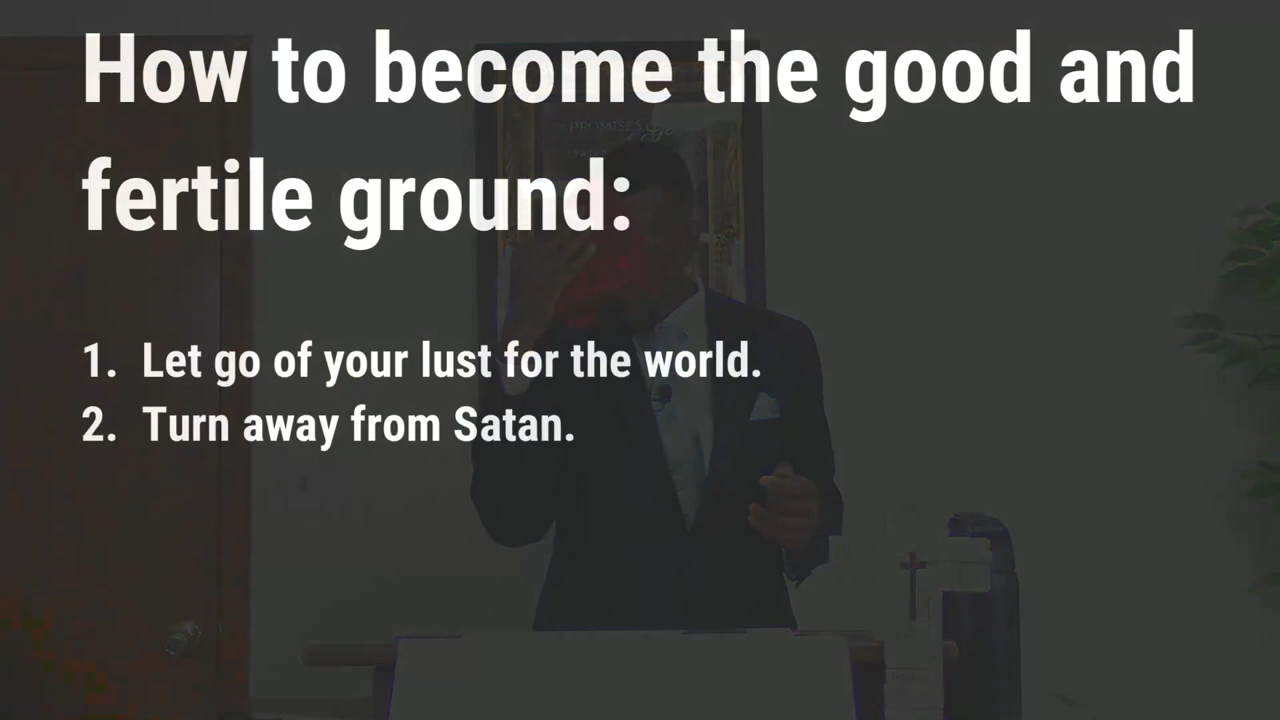 How to become the good and
fertile ground:
1. Let go of your lust for the world.
2. Turn away from Satan.
PROMISES